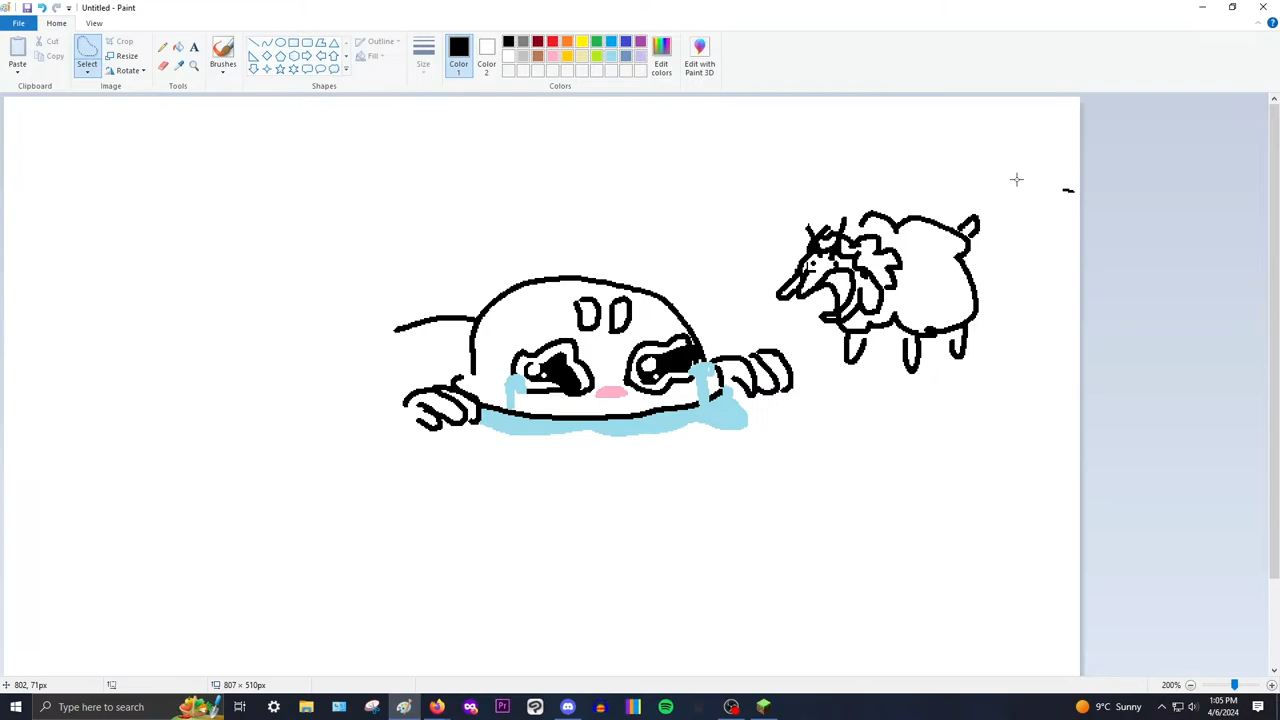 Untitled - Paint
File Home View
Paste
Cut
Copy
Clipboard
Select
Crop
Resize
Rotate
Image
Tools
Brushes
Shapes
Outline
Fill
Size
Color 1
Color 2
Edit colors
Colors
Edit with Paint 3D
802, 71px
807 × 510px
200%
Type here to search
9°C Sunny
1:05 PM
4/6/2024